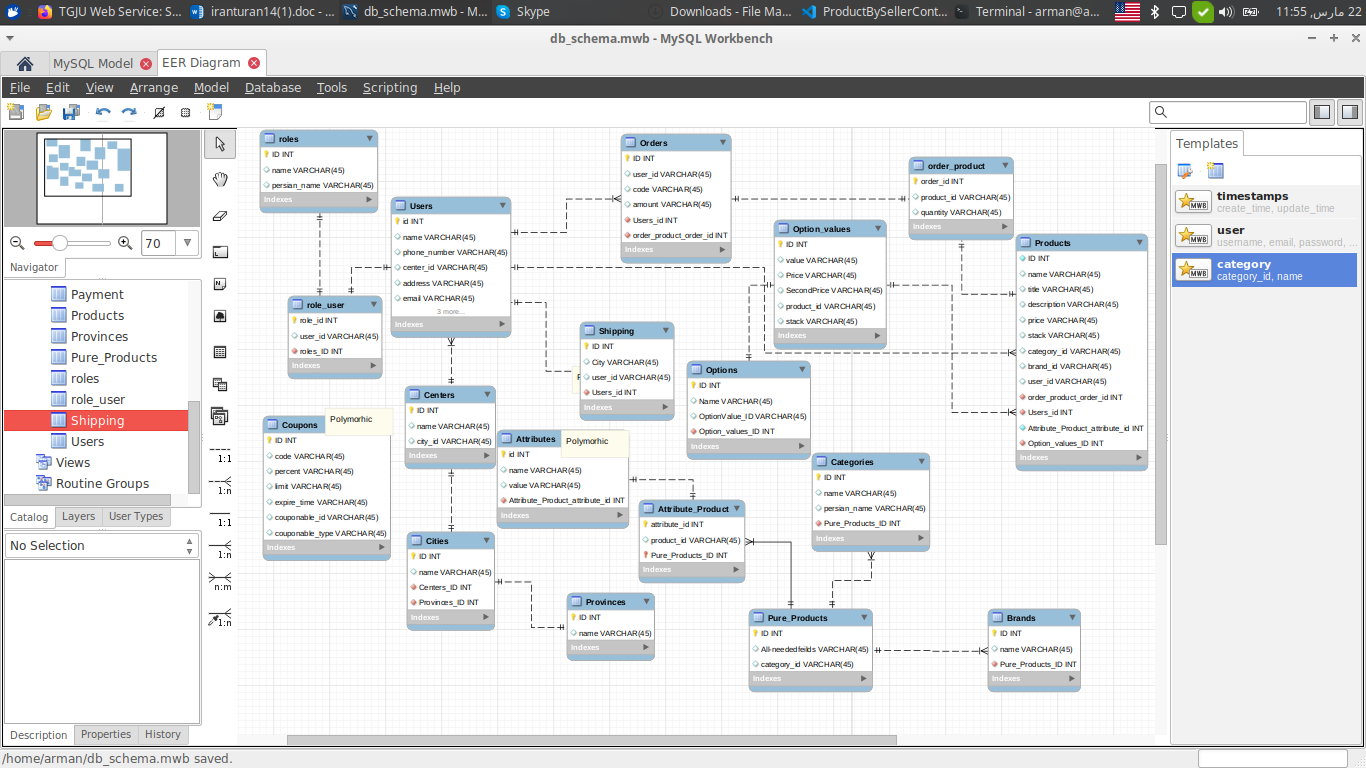 TGJU Web Service: S...
iranturan14(1).doc - ...
db_schema.mwb - M...
Skype
Downloads - File Ma...
ProductBySellerCont...
Terminal - arman@a...
22 مارس, 11:55
db_schema.mwb - MySQL Workbench
MySQL Model
EER Diagram
File Edit View Arrange Model Database Tools Scripting Help
70
Navigator
Payment
Products
Provinces
Pure_Products
roles
role_user
Shipping
Users
Views
Routine Groups
Catalog Layers User Types
No Selection
Description Properties History
1:1
1:n
1:1
1:n
n:m
1:n
roles
ID INT
name VARCHAR(45)
persian_name VARCHAR(45)
Indexes
Users
id INT
name VARCHAR(45)
phone_number VARCHAR(45)
center_id VARCHAR(45)
address VARCHAR(45)
email VARCHAR(45)
3 more...
Indexes
role_user
role_id INT
user_id VARCHAR(45)
roles_ID INT
Indexes
Orders
ID INT
user_id VARCHAR(45)
code VARCHAR(45)
amount VARCHAR(45)
Users_id INT
order_product_order_id INT
Indexes
order_product
order_id INT
product_id VARCHAR(45)
quantity VARCHAR(45)
Indexes
Option_values
ID INT
value VARCHAR(45)
Price VARCHAR(45)
SecondPrice VARCHAR(45)
product_id VARCHAR(45)
stack VARCHAR(45)
Indexes
Products
ID INT
name VARCHAR(45)
title VARCHAR(45)
description VARCHAR(45)
price VARCHAR(45)
stack VARCHAR(45)
category_id VARCHAR(45)
brand_id VARCHAR(45)
user_id VARCHAR(45)
order_product_order_id INT
Users_id INT
Attribute_Product_attribute_id INT
Option_values_ID INT
Indexes
Shipping
ID INT
City VARCHAR(45)
user_id VARCHAR(45)
Users_id INT
Indexes
Options
ID INT
Name VARCHAR(45)
OptionValue_ID VARCHAR(45)
Option_values_ID INT
Indexes
Centers
ID INT
name VARCHAR(45)
city_id VARCHAR(45)
Indexes
Coupons
Polymorhic
ID INT
code VARCHAR(45)
percent VARCHAR(45)
limit VARCHAR(45)
expire_time VARCHAR(45)
couponable_id VARCHAR(45)
couponable_type VARCHAR(45)
Indexes
Attributes
Polymorhic
id INT
name VARCHAR(45)
value VARCHAR(45)
Attribute_Product_attribute_id INT
Indexes
Categories
ID INT
name VARCHAR(45)
persian_name VARCHAR(45)
Pure_Products_ID INT
Indexes
Attribute_Product
attribute_id INT
product_id VARCHAR(45)
Pure_Products_ID INT
Indexes
Cities
ID INT
name VARCHAR(45)
Centers_ID INT
Provinces_ID INT
Indexes
Provinces
ID INT
name VARCHAR(45)
Indexes
Pure_Products
ID INT
All-neededfeilds VARCHAR(45)
category_id VARCHAR(45)
Indexes
Brands
ID INT
name VARCHAR(45)
Pure_Products_ID INT
Indexes
Templates
timestamps
create_time, update_time
user
username, email, password, ...
category
category_id, name
/home/arman/db_schema.mwb saved.